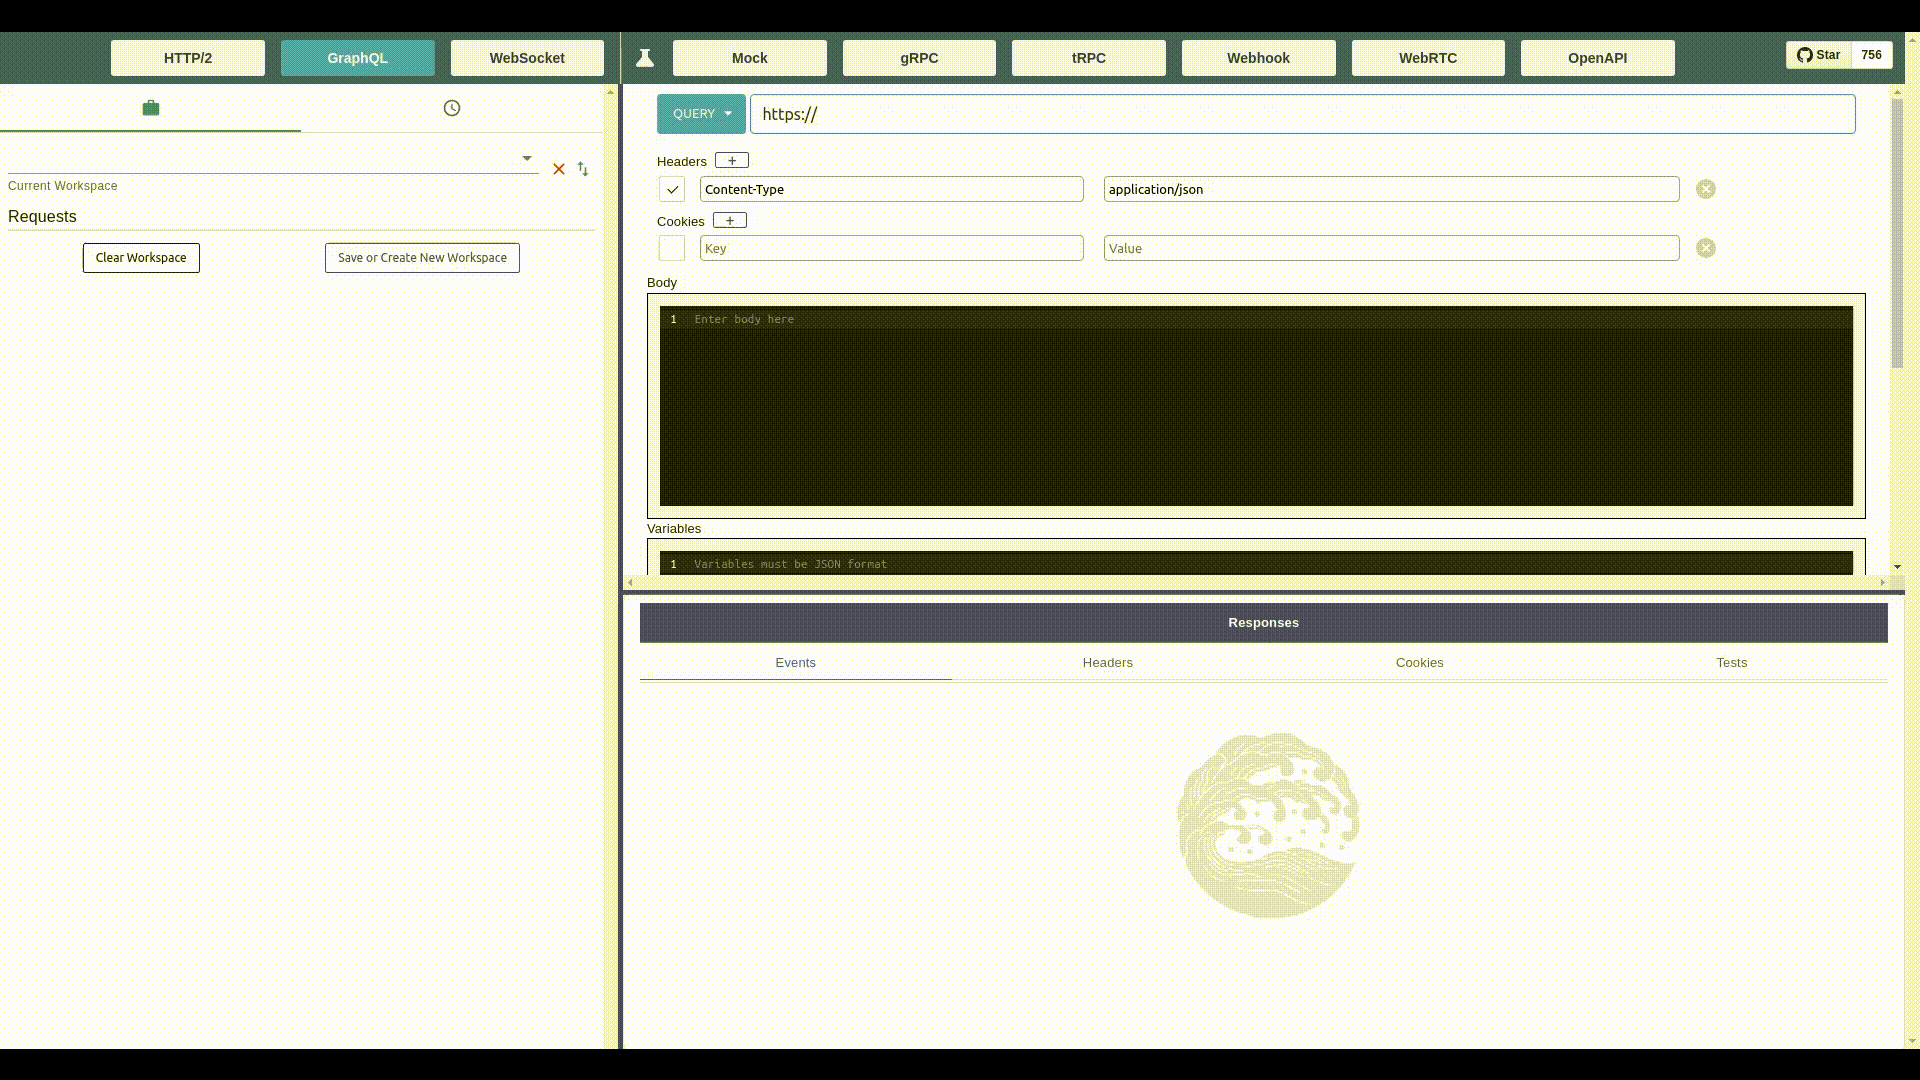 HTTP/2 GraphQL WebSocket Mock gRPC tRPC Webhook WebRTC OpenAPI Star 756
Current Workspace
Requests
Clear Workspace Save or Create New Workspace
QUERY https://
Headers +
Content-Type application/json
Cookies +
Key Value
Body
1 Enter body here
Variables
1 Variables must be JSON format
Responses
Events Headers Cookies Tests